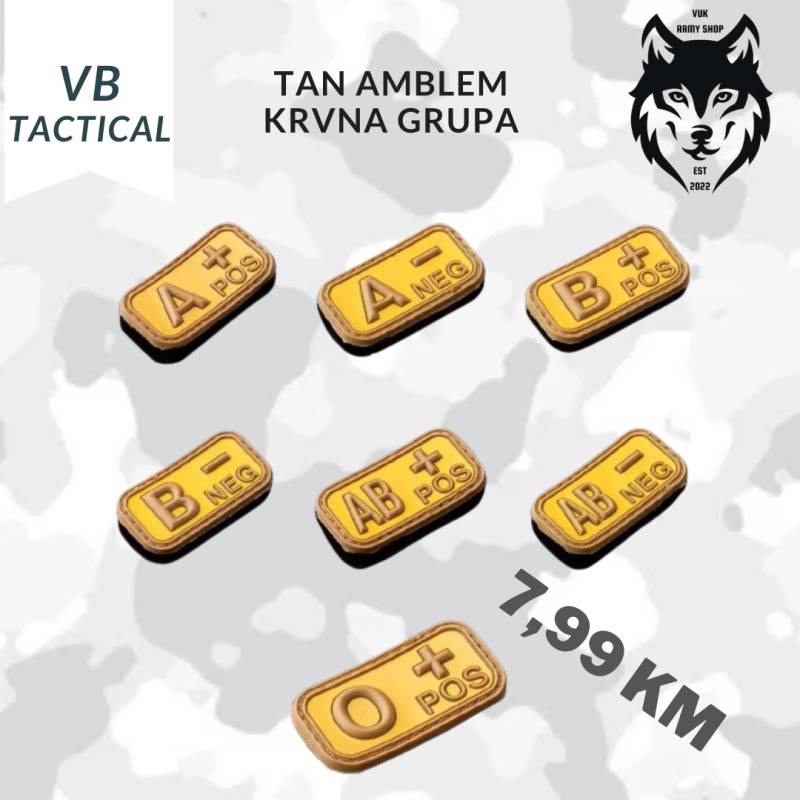 VB
TACTICAL
TAN AMBLEM
KRVNA GRUPA
VUK
ARMY SHOP
EST
2022
A +
POS
A -
NEG
B +
POS
B -
NEG
AB +
POS
AB -
NEG
O +
POS
7,99 KM